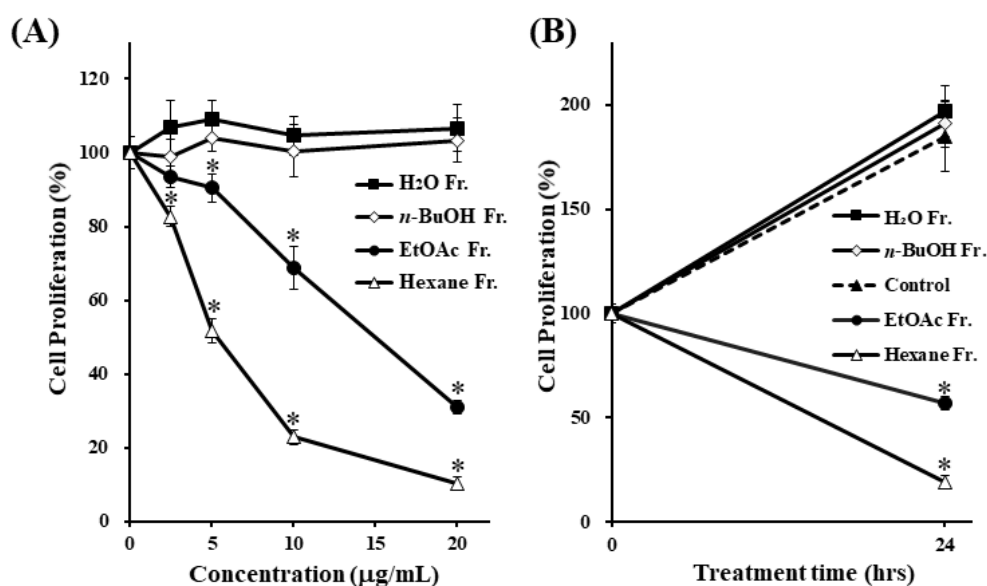 (A)
Cell Proliferation (%)
120
100
80
60
40
20
0
*
*
*
*
*
*
*
H₂O Fr.
n-BuOH Fr.
EtOAc Fr.
Hexane Fr.
0
5
10
15
20
Concentration (μg/mL)
(B)
Cell Proliferation (%)
200
150
100
50
0
H₂O Fr.
n-BuOH Fr.
Control
EtOAc Fr.
Hexane Fr.
*
*
0
24
Treatment time (hrs)